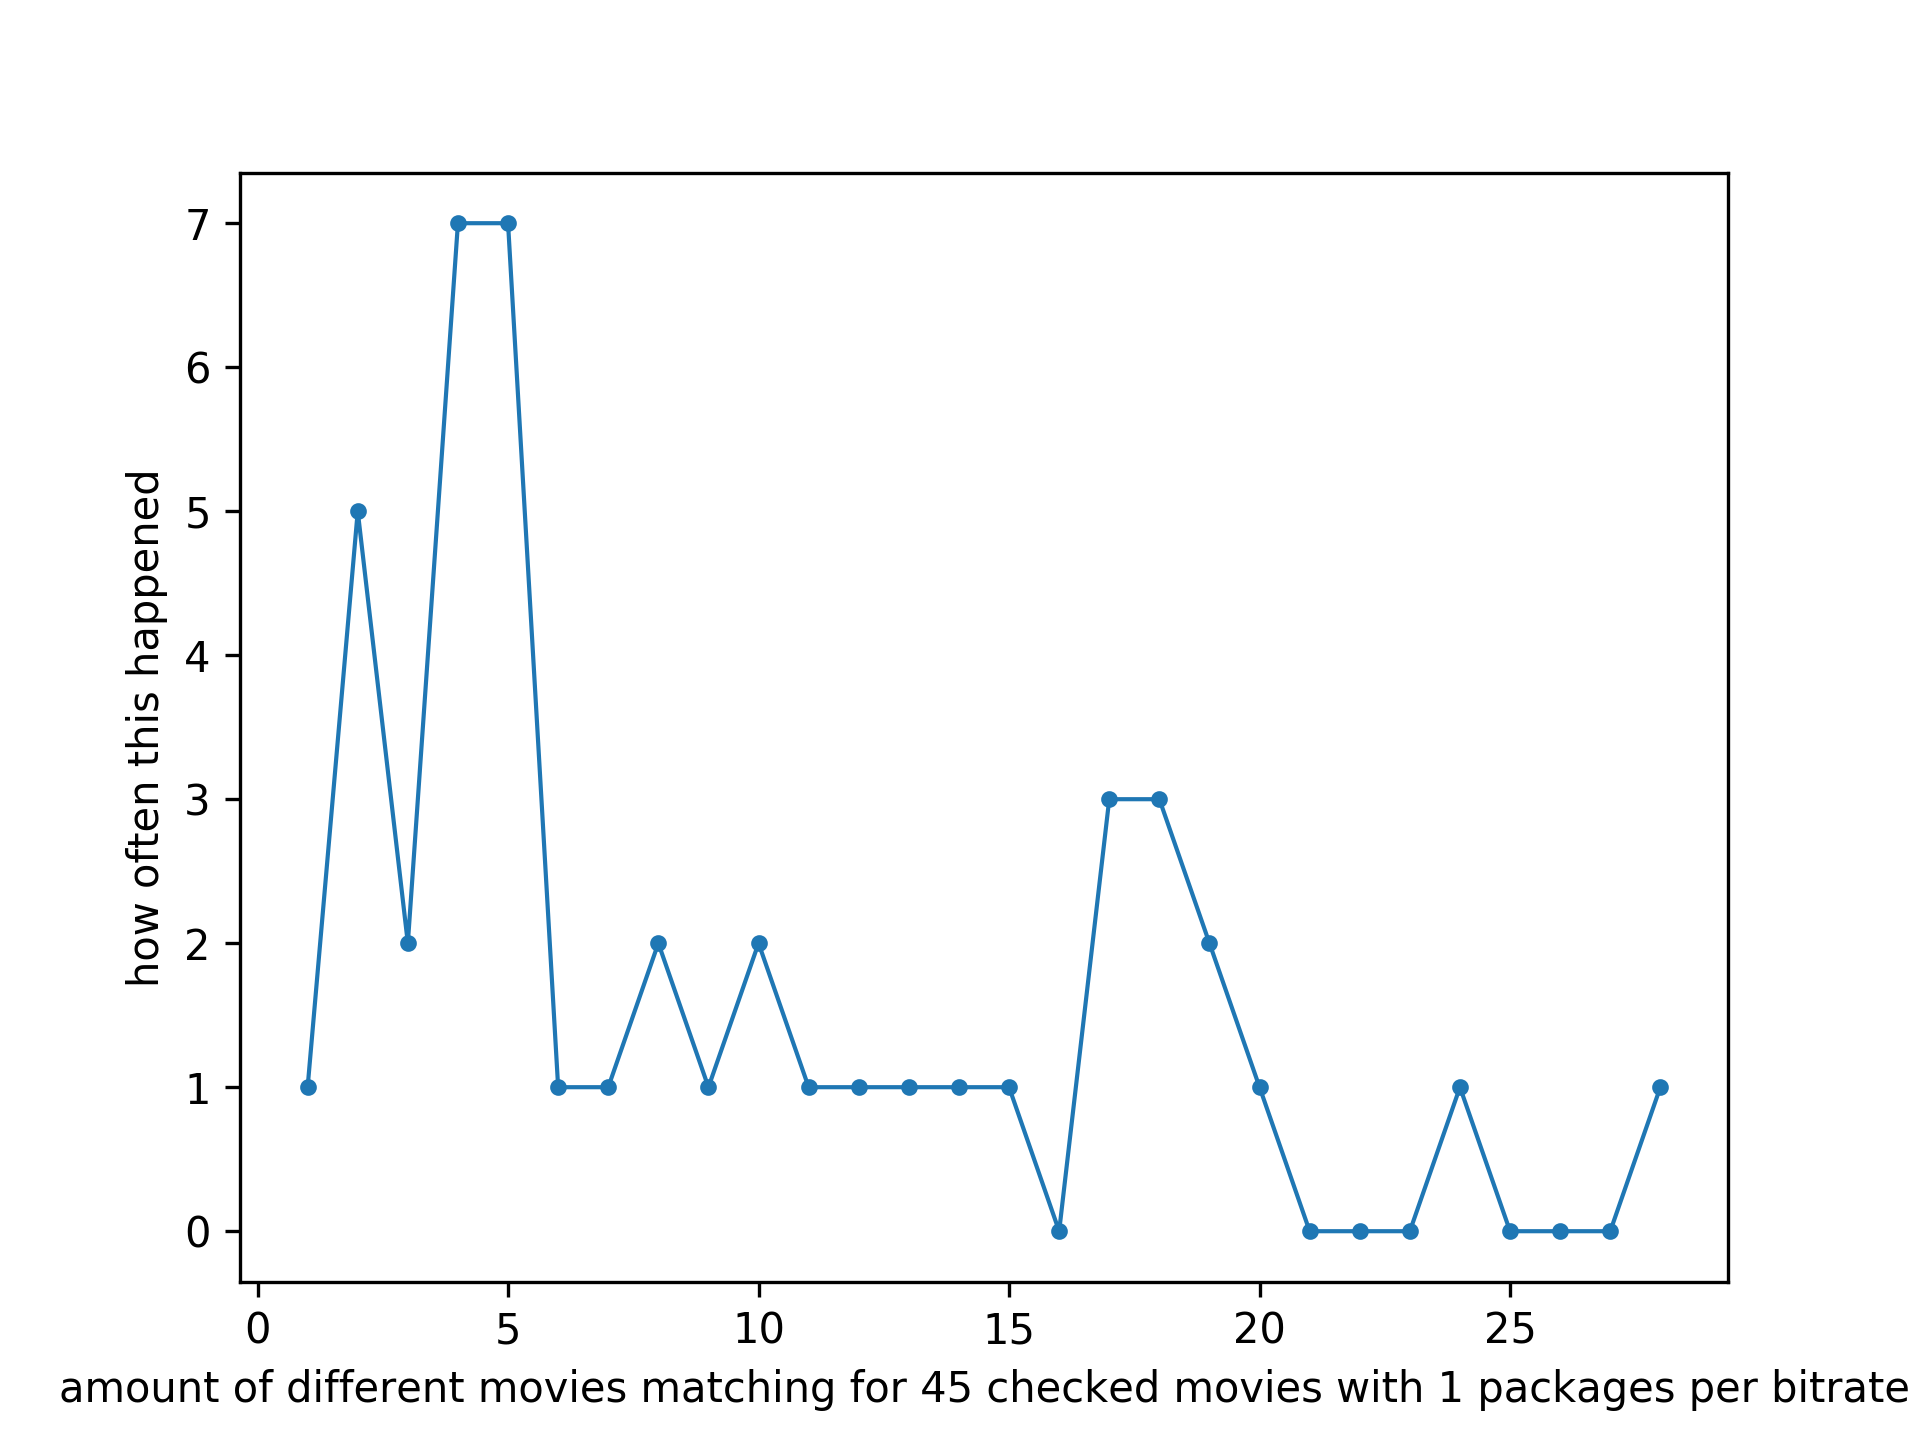 7
6
5
4
3
2
1
0
how often this happened
0 5 10 15 20 25
amount of different movies matching for 45 checked movies with 1 packages per bitrate